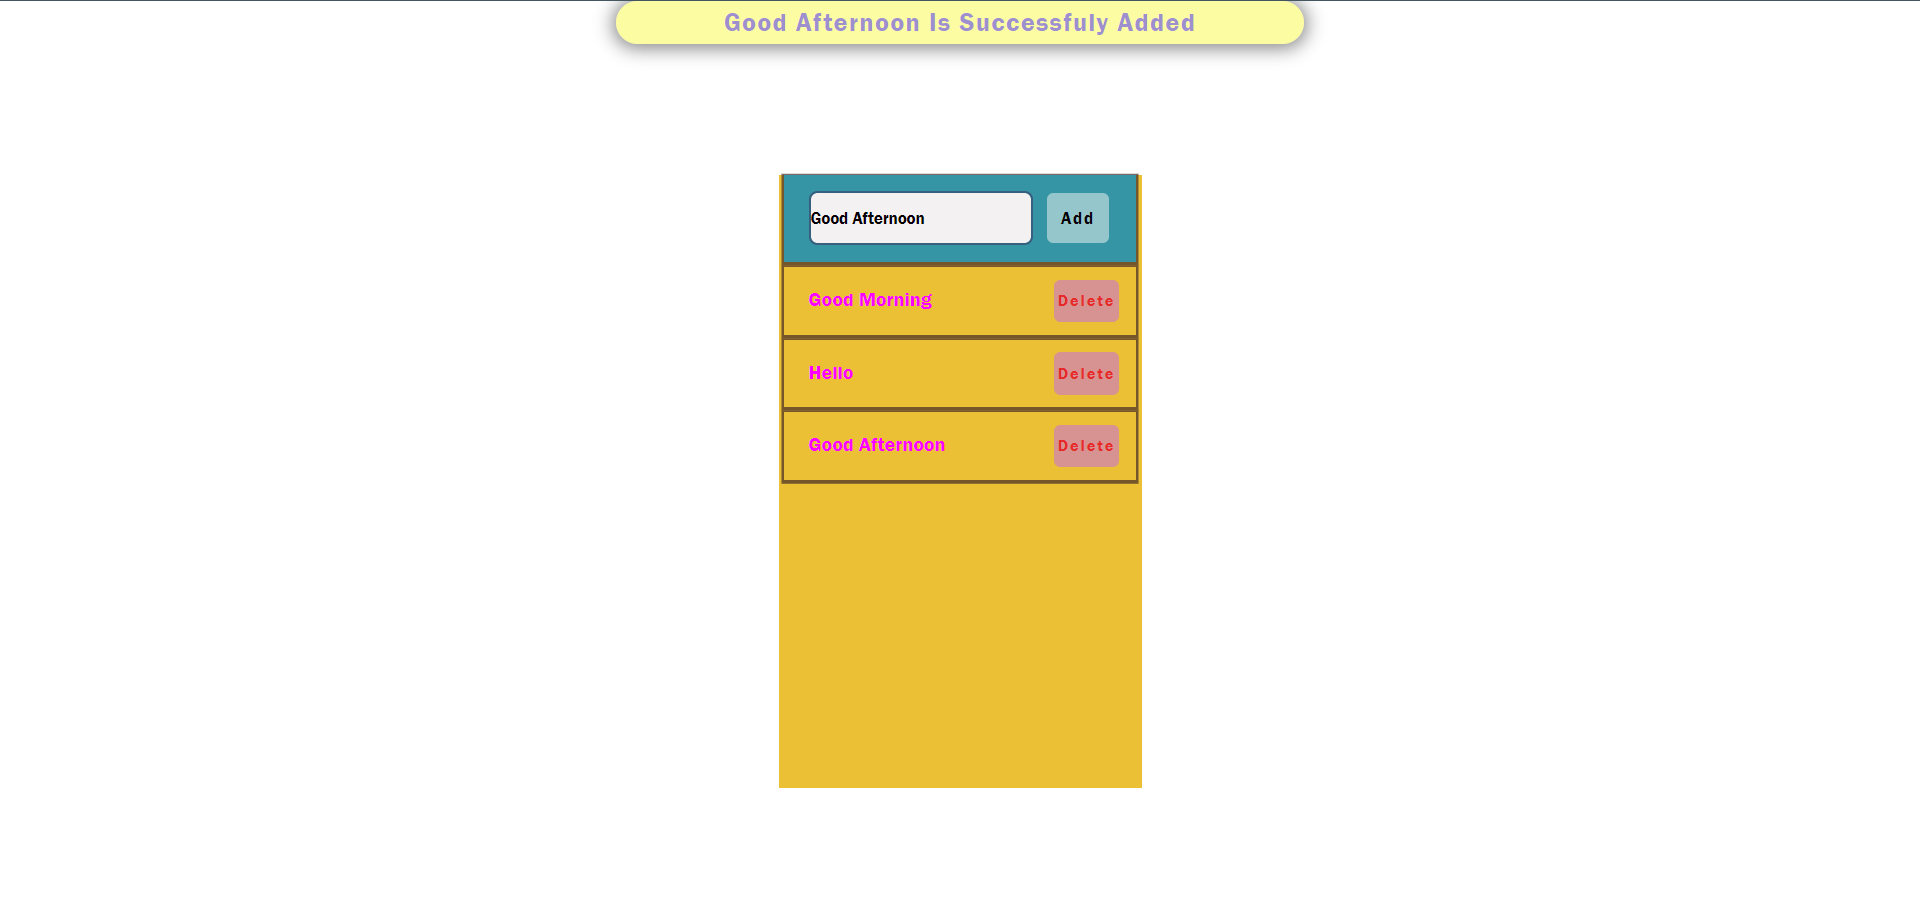 Good Afternoon Is Successfuly Added
Good Afternoon Add
Good Morning Delete
Hello Delete
Good Afternoon Delete